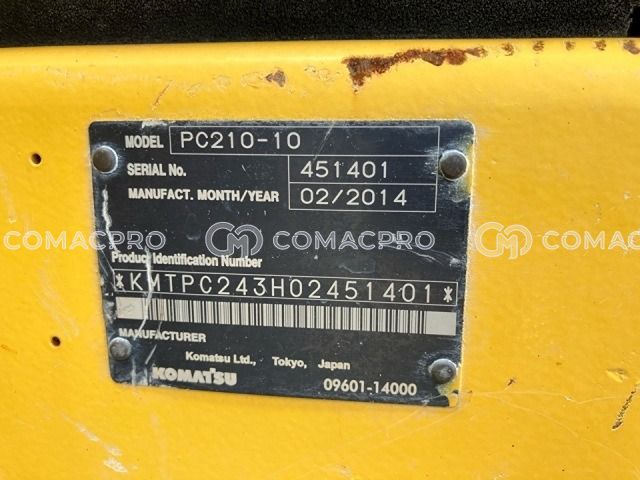 MODEL PC210-10
SERIAL No. 451401
MANUFACT. MONTH/YEAR 02/2014
COMACPRO COMACPRO
Product Identification Number
*KMTPC243H02451401*
MANUFACTURER
Komatsu Ltd., Tokyo, Japan
KOMATSU 09601-14000